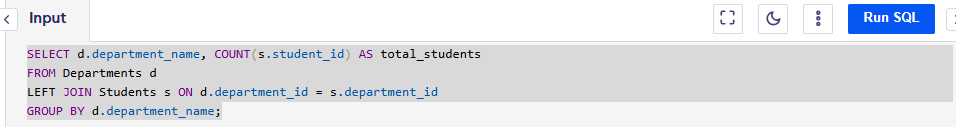 Input
Run SQL
SELECT d.department_name, COUNT(s.student_id) AS total_students
FROM Departments d
LEFT JOIN Students s ON d.department_id = s.department_id
GROUP BY d.department_name;